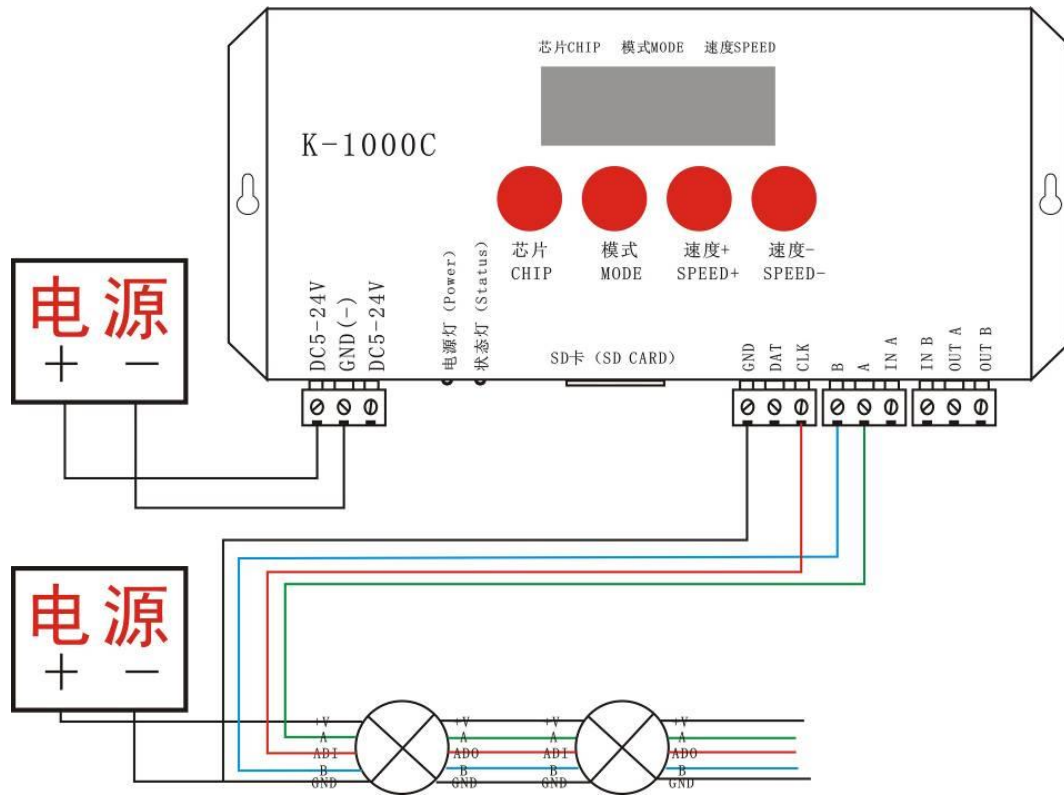 芯片CHIP 模式MODE 速度SPEED
K-1000C
芯片 模式 速度+ 速度-
CHIP MODE SPEED+ SPEED-
电源
+ −
DC5-24V
GND(-)
DC5-24V
电源灯(Power)
状态灯(Status)
SD卡(SD CARD)
GND
DAT
CLK
B
A
IN A
IN B
OUT A
OUT B
电源
+ −
+V +V +V +V
A A A A
ADI ADO ADI ADO
B B B B
GND GND GND GND